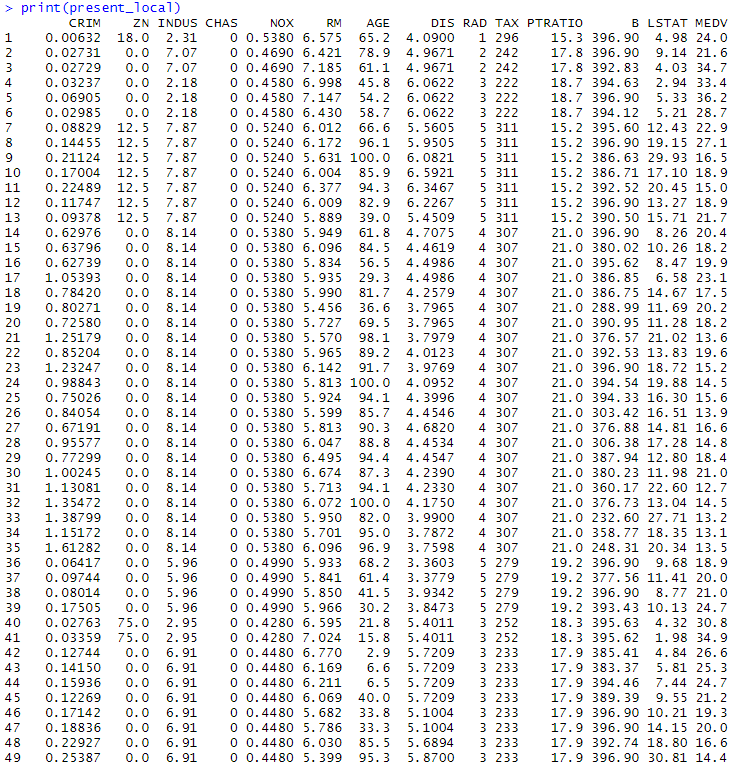 > print(present_local)
CRIM ZN INDUS CHAS NOX RM AGE DIS RAD TAX PTRATIO B LSTAT MEDV
1 0.00632 18.0 2.31 0 0.5380 6.575 65.2 4.0900 1 296 15.3 396.90 4.98 24.0
2 0.02731 0.0 7.07 0 0.4690 6.421 78.9 4.9671 2 242 17.8 396.90 9.14 21.6
3 0.02729 0.0 7.07 0 0.4690 7.185 61.1 4.9671 2 242 17.8 392.83 4.03 34.7
4 0.03237 0.0 2.18 0 0.4580 6.998 45.8 6.0622 3 222 18.7 394.63 2.94 33.4
5 0.06905 0.0 2.18 0 0.4580 7.147 54.2 6.0622 3 222 18.7 396.90 5.33 36.2
6 0.02985 0.0 2.18 0 0.4580 6.430 58.7 6.0622 3 222 18.7 394.12 5.21 28.7
7 0.08829 12.5 7.87 0 0.5240 6.012 66.6 5.5605 5 311 15.2 395.60 12.43 22.9
8 0.14455 12.5 7.87 0 0.5240 6.172 96.1 5.9505 5 311 15.2 396.90 19.15 27.1
9 0.21124 12.5 7.87 0 0.5240 5.631 100.0 6.0821 5 311 15.2 386.63 29.93 16.5
10 0.17004 12.5 7.87 0 0.5240 6.004 85.9 6.5921 5 311 15.2 386.71 17.10 18.9
11 0.22489 12.5 7.87 0 0.5240 6.377 94.3 6.3467 5 311 15.2 392.52 20.45 15.0
12 0.11747 12.5 7.87 0 0.5240 6.009 82.9 6.2267 5 311 15.2 396.90 13.27 18.9
13 0.09378 12.5 7.87 0 0.5240 5.889 39.0 5.4509 5 311 15.2 390.50 15.71 21.7
14 0.62976 0.0 8.14 0 0.5380 5.949 61.8 4.7075 4 307 21.0 396.90 8.26 20.4
15 0.63796 0.0 8.14 0 0.5380 6.096 84.5 4.4619 4 307 21.0 380.02 10.26 18.2
16 0.62739 0.0 8.14 0 0.5380 5.834 56.5 4.4986 4 307 21.0 395.62 8.47 19.9
17 1.05393 0.0 8.14 0 0.5380 5.935 29.3 4.4986 4 307 21.0 386.85 6.58 23.1
18 0.78420 0.0 8.14 0 0.5380 5.990 81.7 4.2579 4 307 21.0 386.75 14.67 17.5
19 0.80271 0.0 8.14 0 0.5380 5.456 36.6 3.7965 4 307 21.0 288.99 11.69 20.2
20 0.72580 0.0 8.14 0 0.5380 5.727 69.5 3.7965 4 307 21.0 390.95 11.28 18.2
21 1.25179 0.0 8.14 0 0.5380 5.570 98.1 3.7979 4 307 21.0 376.57 21.02 13.6
22 0.85204 0.0 8.14 0 0.5380 5.965 89.2 4.0123 4 307 21.0 392.53 13.83 19.6
23 1.23247 0.0 8.14 0 0.5380 6.142 91.7 3.9769 4 307 21.0 396.90 18.72 15.2
24 0.98843 0.0 8.14 0 0.5380 5.813 100.0 4.0952 4 307 21.0 394.54 19.88 14.5
25 0.75026 0.0 8.14 0 0.5380 5.924 94.1 4.3996 4 307 21.0 394.33 16.30 15.6
26 0.84054 0.0 8.14 0 0.5380 5.599 85.7 4.4546 4 307 21.0 303.42 16.51 13.9
27 0.67191 0.0 8.14 0 0.5380 5.813 90.3 4.6820 4 307 21.0 376.88 14.81 16.6
28 0.95577 0.0 8.14 0 0.5380 6.047 88.8 4.4534 4 307 21.0 306.38 17.28 14.8
29 0.77299 0.0 8.14 0 0.5380 6.495 94.4 4.4547 4 307 21.0 387.94 12.80 18.4
30 1.00245 0.0 8.14 0 0.5380 6.674 87.3 4.2390 4 307 21.0 380.23 11.98 21.0
31 1.13081 0.0 8.14 0 0.5380 5.713 94.1 4.2330 4 307 21.0 360.17 22.60 12.7
32 1.35472 0.0 8.14 0 0.5380 6.072 100.0 4.1750 4 307 21.0 376.73 13.04 14.5
33 1.38799 0.0 8.14 0 0.5380 5.950 82.0 3.9900 4 307 21.0 232.60 27.71 13.2
34 1.15172 0.0 8.14 0 0.5380 5.701 95.0 3.7872 4 307 21.0 358.77 18.35 13.1
35 1.61282 0.0 8.14 0 0.5380 6.096 96.9 3.7598 4 307 21.0 248.31 20.34 13.5
36 0.06417 0.0 5.96 0 0.4990 5.933 68.2 3.3603 5 279 19.2 396.90 9.68 18.9
37 0.09744 0.0 5.96 0 0.4990 5.841 61.4 3.3779 5 279 19.2 377.56 11.41 20.0
38 0.08014 0.0 5.96 0 0.4990 5.850 41.5 3.9342 5 279 19.2 396.90 8.77 21.0
39 0.17505 0.0 5.96 0 0.4990 5.966 30.2 3.8473 5 279 19.2 393.43 10.13 24.7
40 0.02763 75.0 2.95 0 0.4280 6.595 21.8 5.4011 3 252 18.3 395.63 4.32 30.8
41 0.03359 75.0 2.95 0 0.4280 7.024 15.8 5.4011 3 252 18.3 395.62 1.98 34.9
42 0.12744 0.0 6.91 0 0.4480 6.770 2.9 5.7209 3 233 17.9 385.41 4.84 26.6
43 0.14150 0.0 6.91 0 0.4480 6.169 6.6 5.7209 3 233 17.9 383.37 5.81 25.3
44 0.15936 0.0 6.91 0 0.4480 6.211 6.5 5.7209 3 233 17.9 394.46 7.44 24.7
45 0.12269 0.0 6.91 0 0.4480 6.069 40.0 5.7209 3 233 17.9 389.39 9.55 21.2
46 0.17142 0.0 6.91 0 0.4480 5.682 33.8 5.1004 3 233 17.9 396.90 10.21 19.3
47 0.18836 0.0 6.91 0 0.4480 5.786 33.3 5.1004 3 233 17.9 396.90 14.15 20.0
48 0.22927 0.0 6.91 0 0.4480 6.030 85.5 5.6894 3 233 17.9 392.74 18.80 16.6
49 0.25387 0.0 6.91 0 0.4480 5.399 95.3 5.8700 3 233 17.9 396.90 30.81 14.4